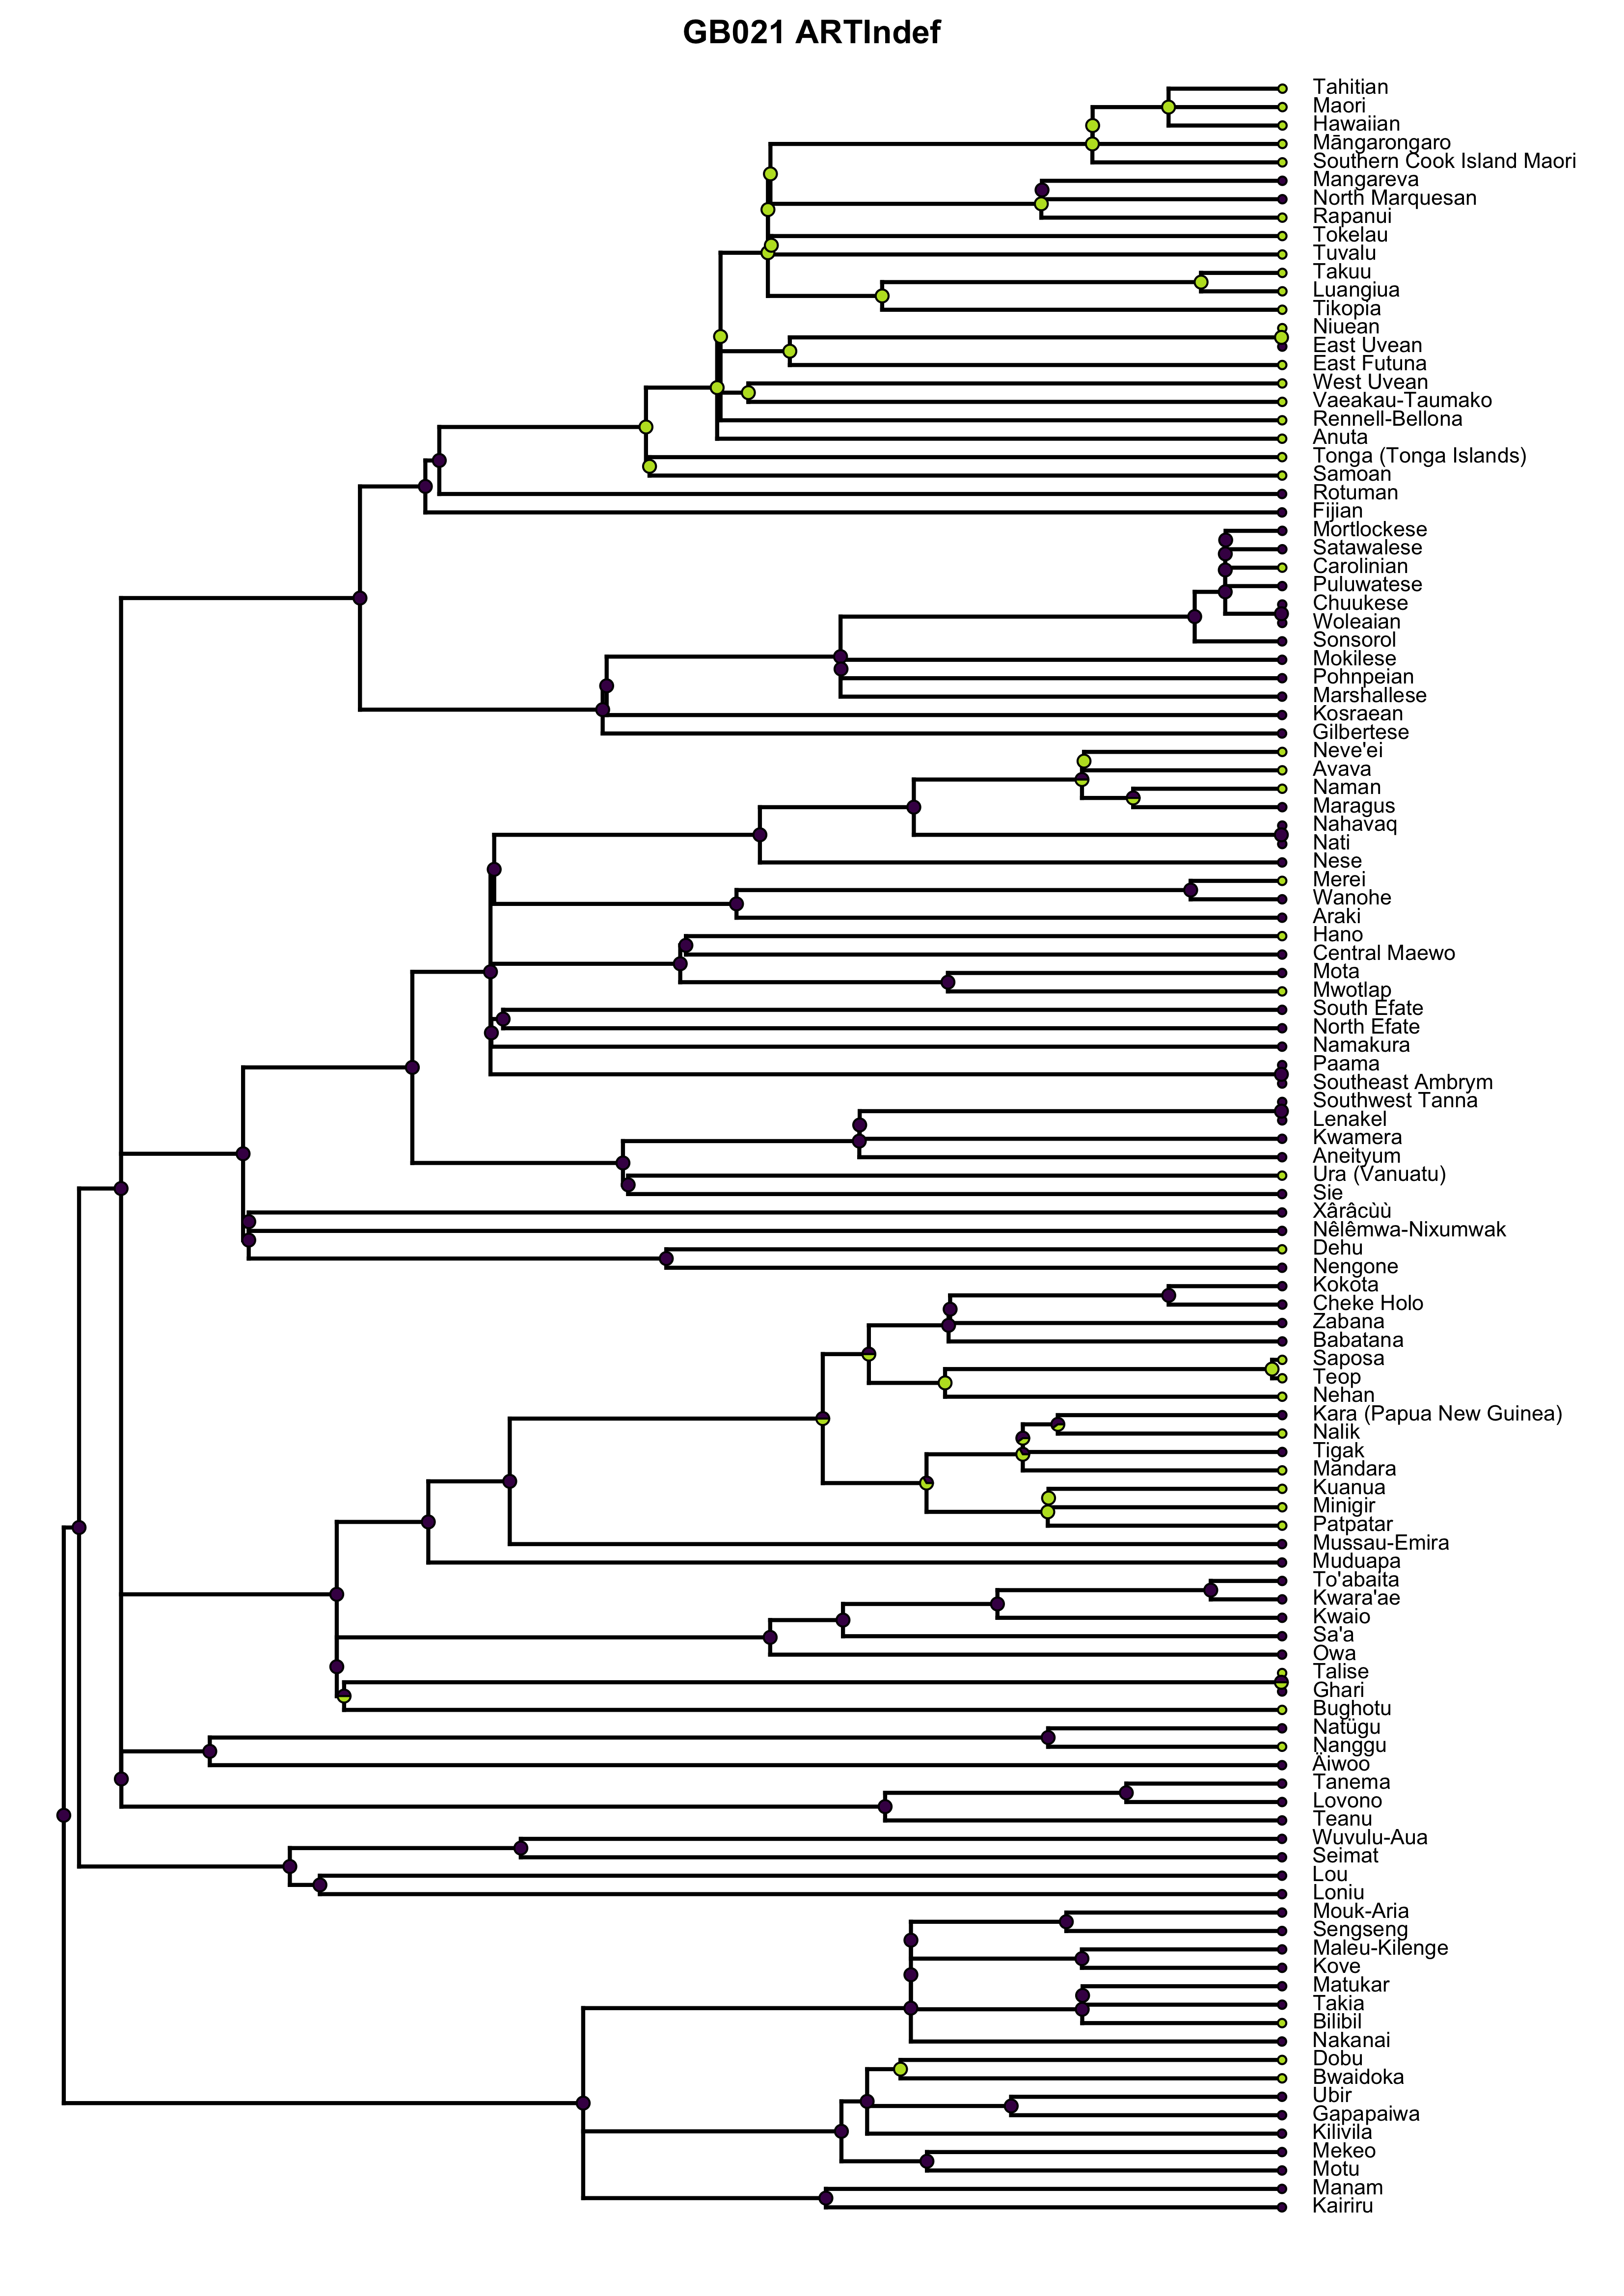 GB021 ARTIndef
Tahitian
Maori
Hawaiian
Māngarongaro
Southern Cook Island Maori
Mangareva
North Marquesan
Rapanui
Tokelau
Tuvalu
Takuu
Luangiua
Tikopia
Niuean
East Uvean
East Futuna
West Uvean
Vaeakau-Taumako
Rennell-Bellona
Anuta
Tonga (Tonga Islands)
Samoan
Rotuman
Fijian
Mortlockese
Satawalese
Carolinian
Puluwatese
Chuukese
Woleaian
Sonsorol
Mokilese
Pohnpeian
Marshallese
Kosraean
Gilbertese
Neve'ei
Avava
Naman
Maragus
Nahavaq
Nati
Nese
Merei
Wanohe
Araki
Hano
Central Maewo
Mota
Mwotlap
South Efate
North Efate
Namakura
Paama
Southeast Ambrym
Southwest Tanna
Lenakel
Kwamera
Aneityum
Ura (Vanuatu)
Sie
Xârâcùù
Nêlêmwa-Nixumwak
Dehu
Nengone
Kokota
Cheke Holo
Zabana
Babatana
Saposa
Teop
Nehan
Kara (Papua New Guinea)
Nalik
Tigak
Mandara
Kuanua
Minigir
Patpatar
Mussau-Emira
Muduapa
To'abaita
Kwara'ae
Kwaio
Sa'a
Owa
Talise
Ghari
Bughotu
Natügu
Nanggu
Äiwoo
Tanema
Lovono
Teanu
Wuvulu-Aua
Seimat
Lou
Loniu
Mouk-Aria
Sengseng
Maleu-Kilenge
Kove
Matukar
Takia
Bilibil
Nakanai
Dobu
Bwaidoka
Ubir
Gapapaiwa
Kilivila
Mekeo
Motu
Manam
Kairiru